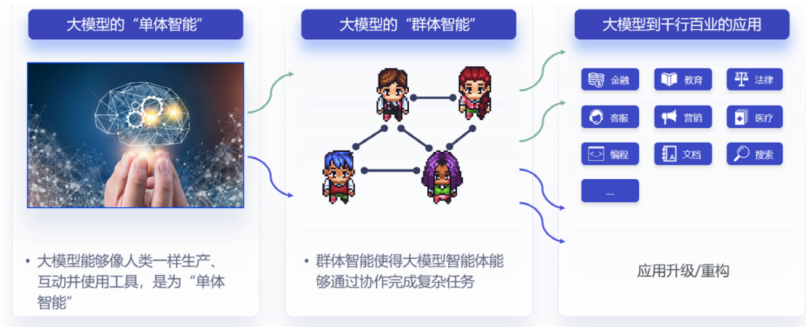 大模型的“单体智能”
大模型能够像人类一样生产、
互动并使用工具，是为“单体
智能”
大模型的“群体智能”
群体智能使得大模型智能体能
够通过协作完成复杂任务
大模型到千行百业的应用
金融
教育
法律
客服
营销
医疗
编程
文档
搜索
...
应用升级/重构